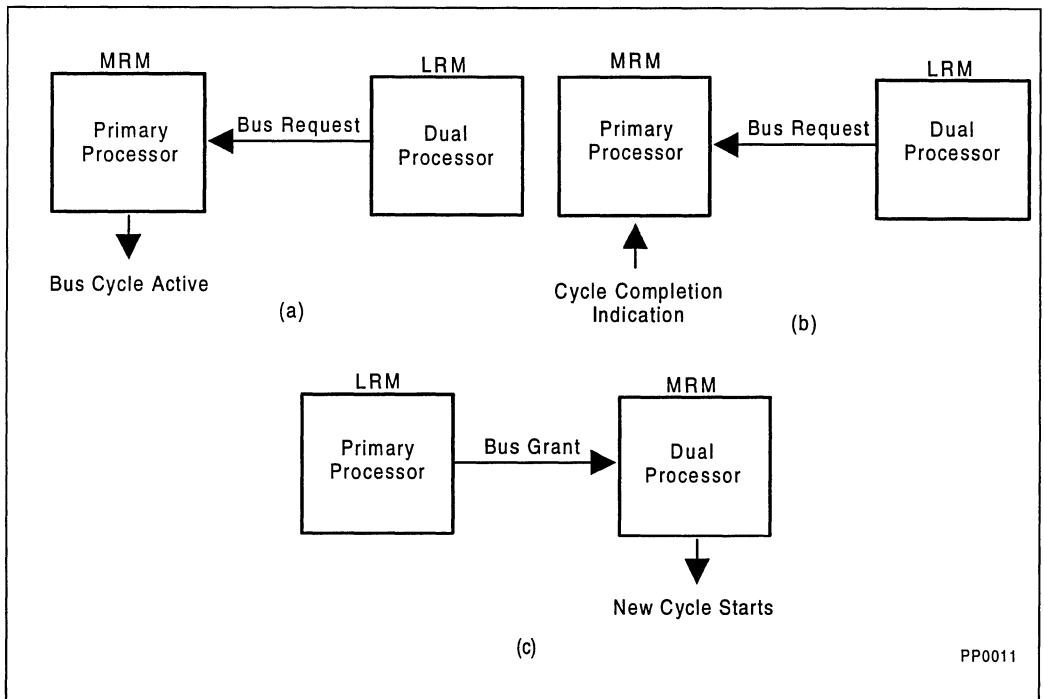 MRM
LRM
Primary
Processor
Bus Request
Dual
Processor
Bus Cycle Active
(a)
MRM
LRM
Primary
Processor
Bus Request
Dual
Processor
Cycle Completion
Indication
(b)
LRM
MRM
Primary
Processor
Bus Grant
Dual
Processor
New Cycle Starts
(c)
PP0011